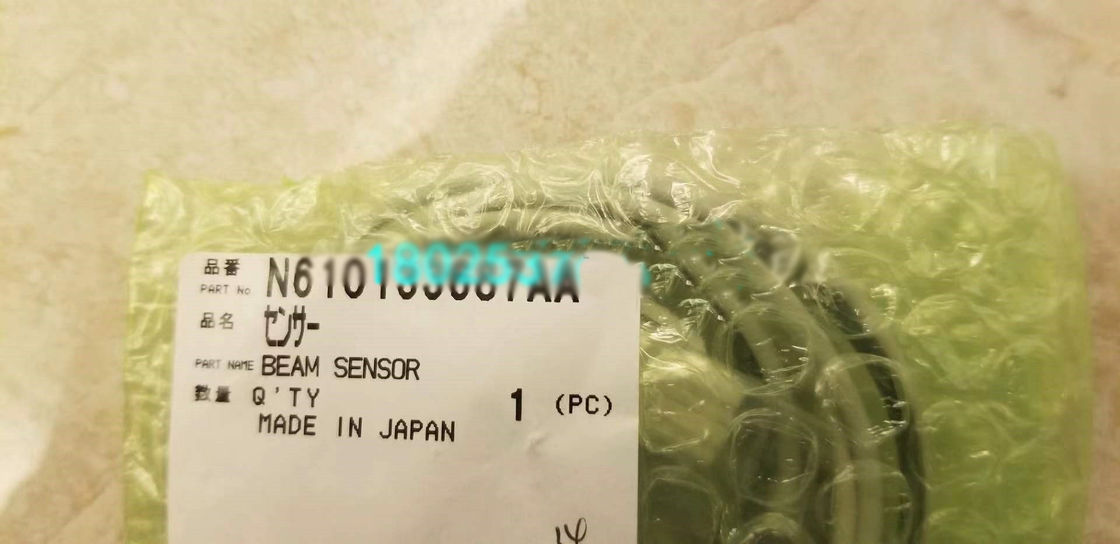 品番
PART No
品名 センサー
PART NAME BEAM SENSOR
数量 Q'TY 1 (PC)
MADE IN JAPAN